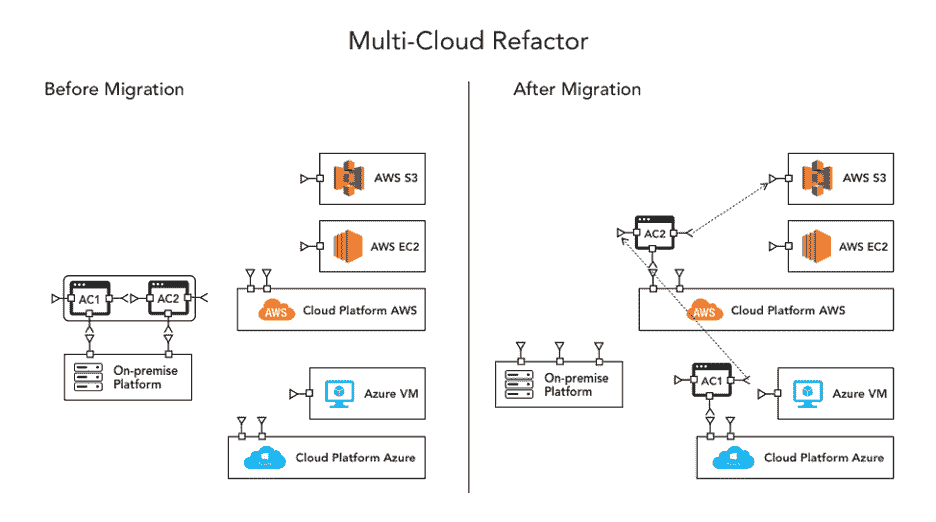 Multi-Cloud Refactor
Before Migration
AWS S3
AWS EC2
AC1
AC2
AWS
Cloud Platform AWS
On-premise
Platform
Azure VM
Cloud Platform Azure
After Migration
AWS S3
AC2
AWS EC2
AWS
Cloud Platform AWS
On-premise
Platform
AC1
Azure VM
Cloud Platform Azure